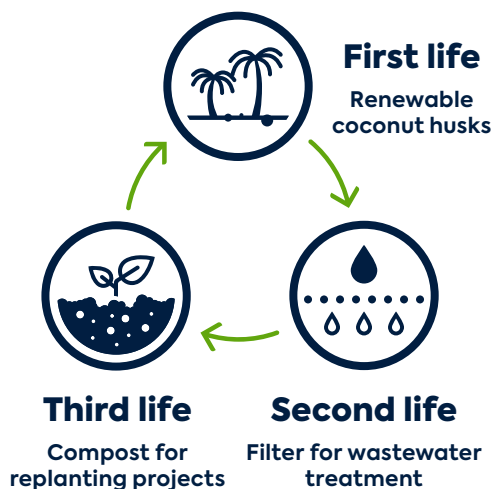 First life
Renewable
coconut husks
Third life
Compost for
replanting projects
Second life
Filter for wastewater
treatment